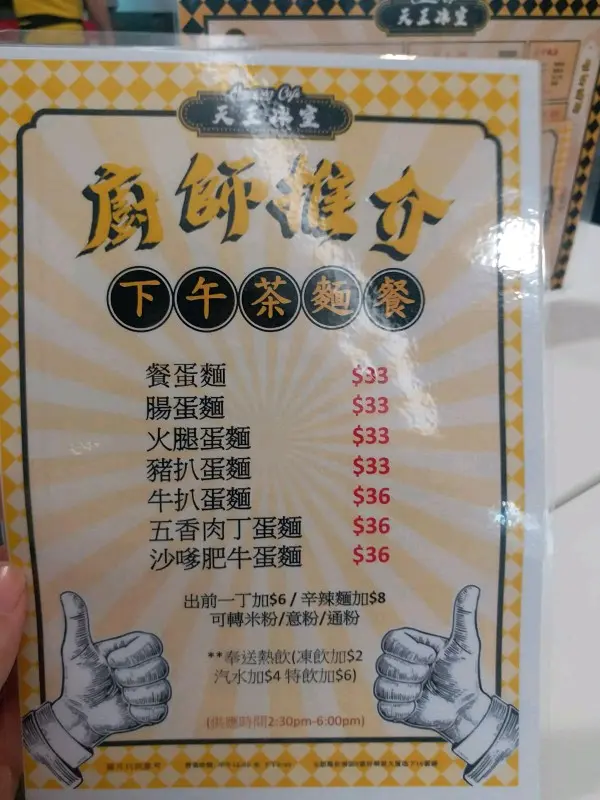 天王冰室
天王冰室
廚師推介
下午茶麵餐
餐蛋麵 $33
腸蛋麵 $33
火腿蛋麵 $33
豬扒蛋麵 $33
牛扒蛋麵 $36
五香肉丁蛋麵 $36
沙嗲肥牛蛋麵 $36
出前一丁加$6 / 辛辣麵加$8
可轉米粉/意粉/通粉
**奉送熱飲(凍飲加$2
汽水加$4 特飲加$6)
(供應時間2:30pm-6:00pm)